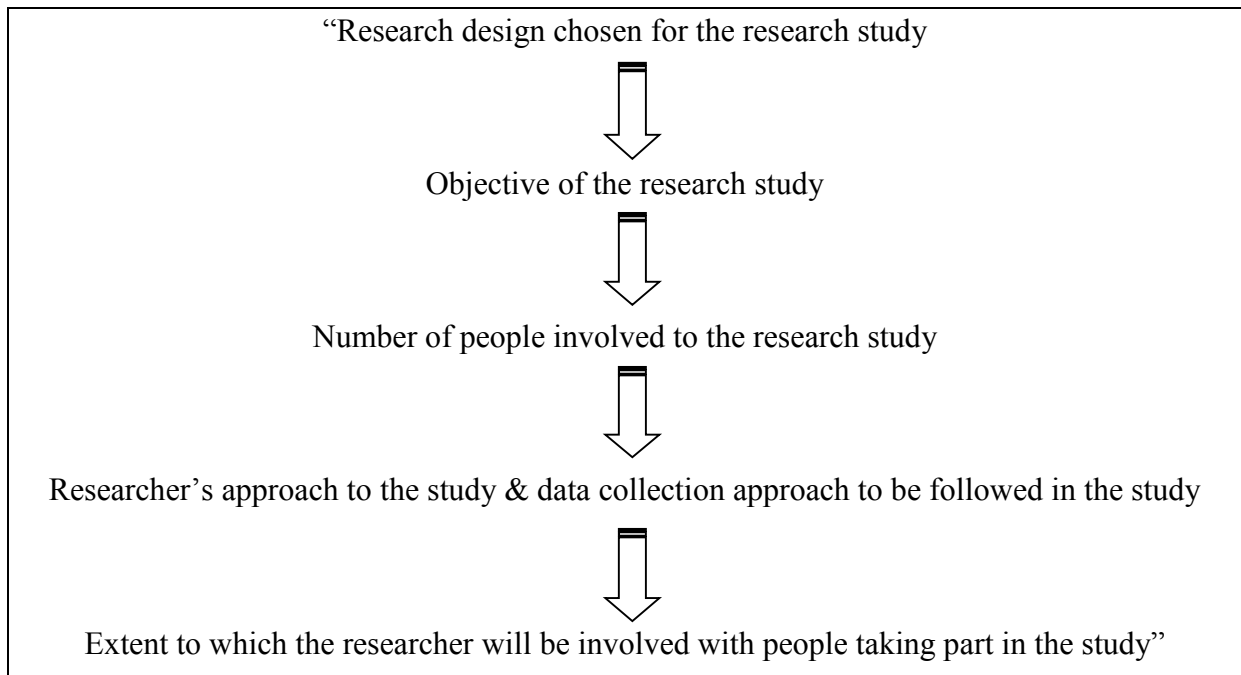 “Research design chosen for the research study
Objective of the research study
Number of people involved to the research study
Researcher’s approach to the study & data collection approach to be followed in the study
Extent to which the researcher will be involved with people taking part in the study”